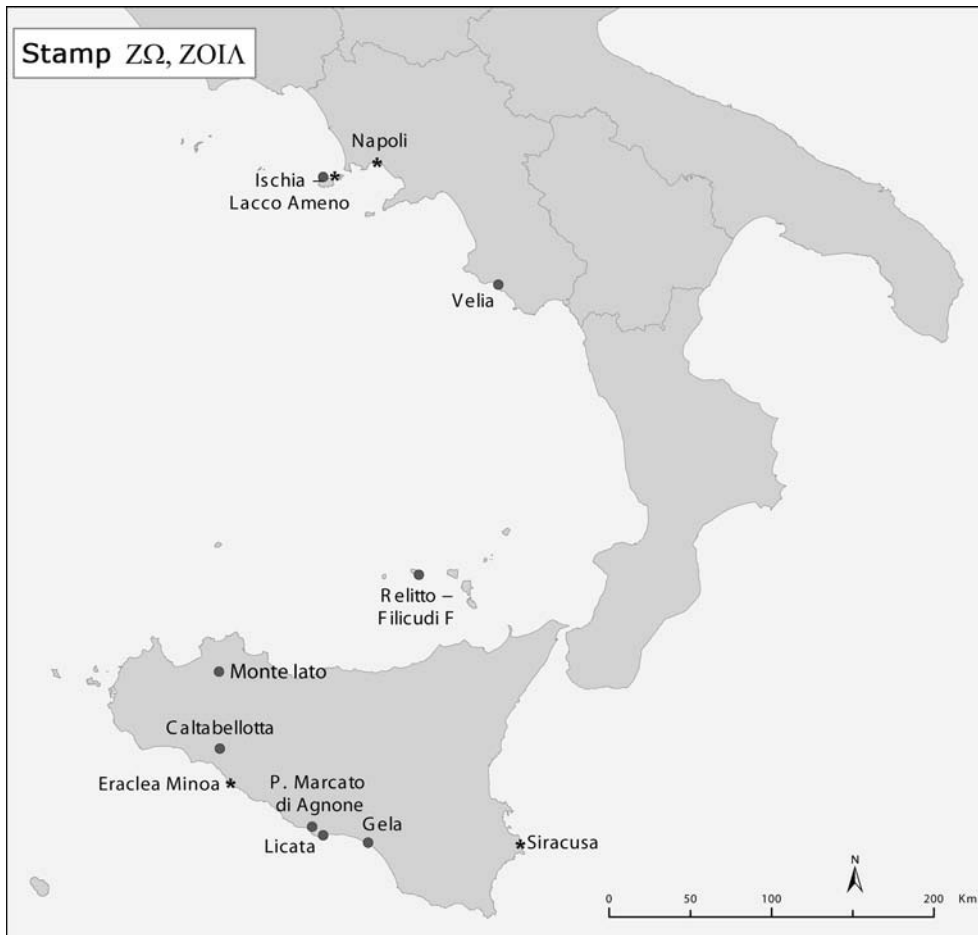 Stamp ΖΩ, ΖΟΙΛ
Napoli
Ischia –
Lacco Ameno
Velia
Relitto –
Filicudi F
Monte Iato
Caltabellotta
Eraclea Minoa
P. Marcato
di Agnone
Gela
Licata
Siracusa
N
0 50 100 200 Km